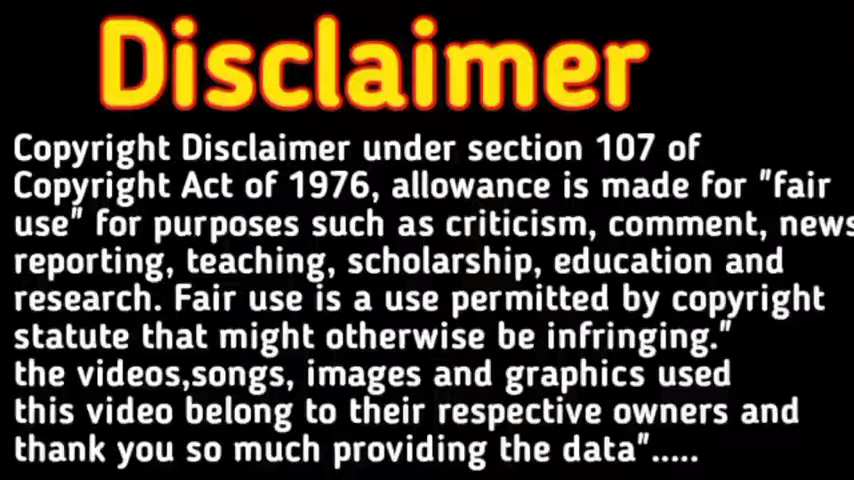 Disclaimer
Copyright Disclaimer under section 107 of
Copyright Act of 1976, allowance is made for "fair
use" for purposes such as criticism, comment, news
reporting, teaching, scholarship, education and
research. Fair use is a use permitted by copyright
statute that might otherwise be infringing."
the videos,songs, images and graphics used
this video belong to their respective owners and
thank you so much providing the data".....